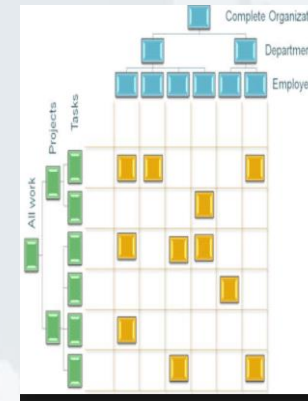 Complete Organizat
Departmen
Employe
Tasks
Projects
All work